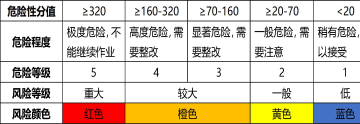 危险性分值 ≥320 ≥160-320 ≥70-160 ≥20-70 <20
危险程度 极度危险，不能继续作业 高度危险，需要整改 显著危险，需要整改 一般危险，需要注意 稍有危险，可以接受
危险等级 5 4 3 2 1
风险等级 重大 较大 一般 低
风险颜色 红色 橙色 黄色 蓝色